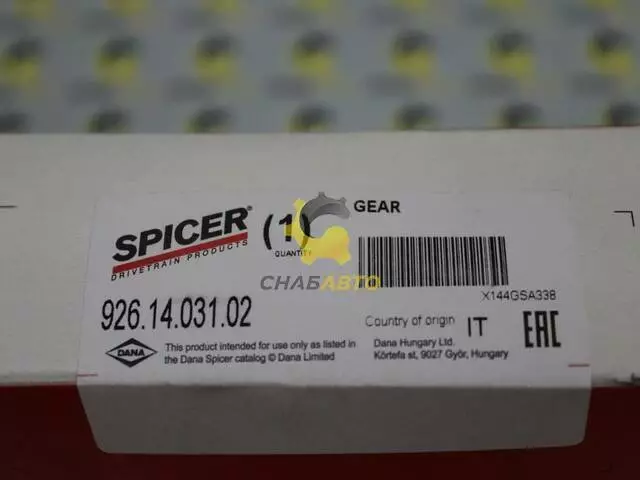 SPICER®
DRIVETRAIN PRODUCTS
(1)
QUANTITY
GEAR
СНАБАВТО
X144GSA338
926.14.031.02
Country of origin IT
EAC
DANA
This product intended for use only as listed in
the Dana Spicer catalog © Dana Limited
Dana Hungary Ltd.
Körtefa st, 9027 Győr, Hungary